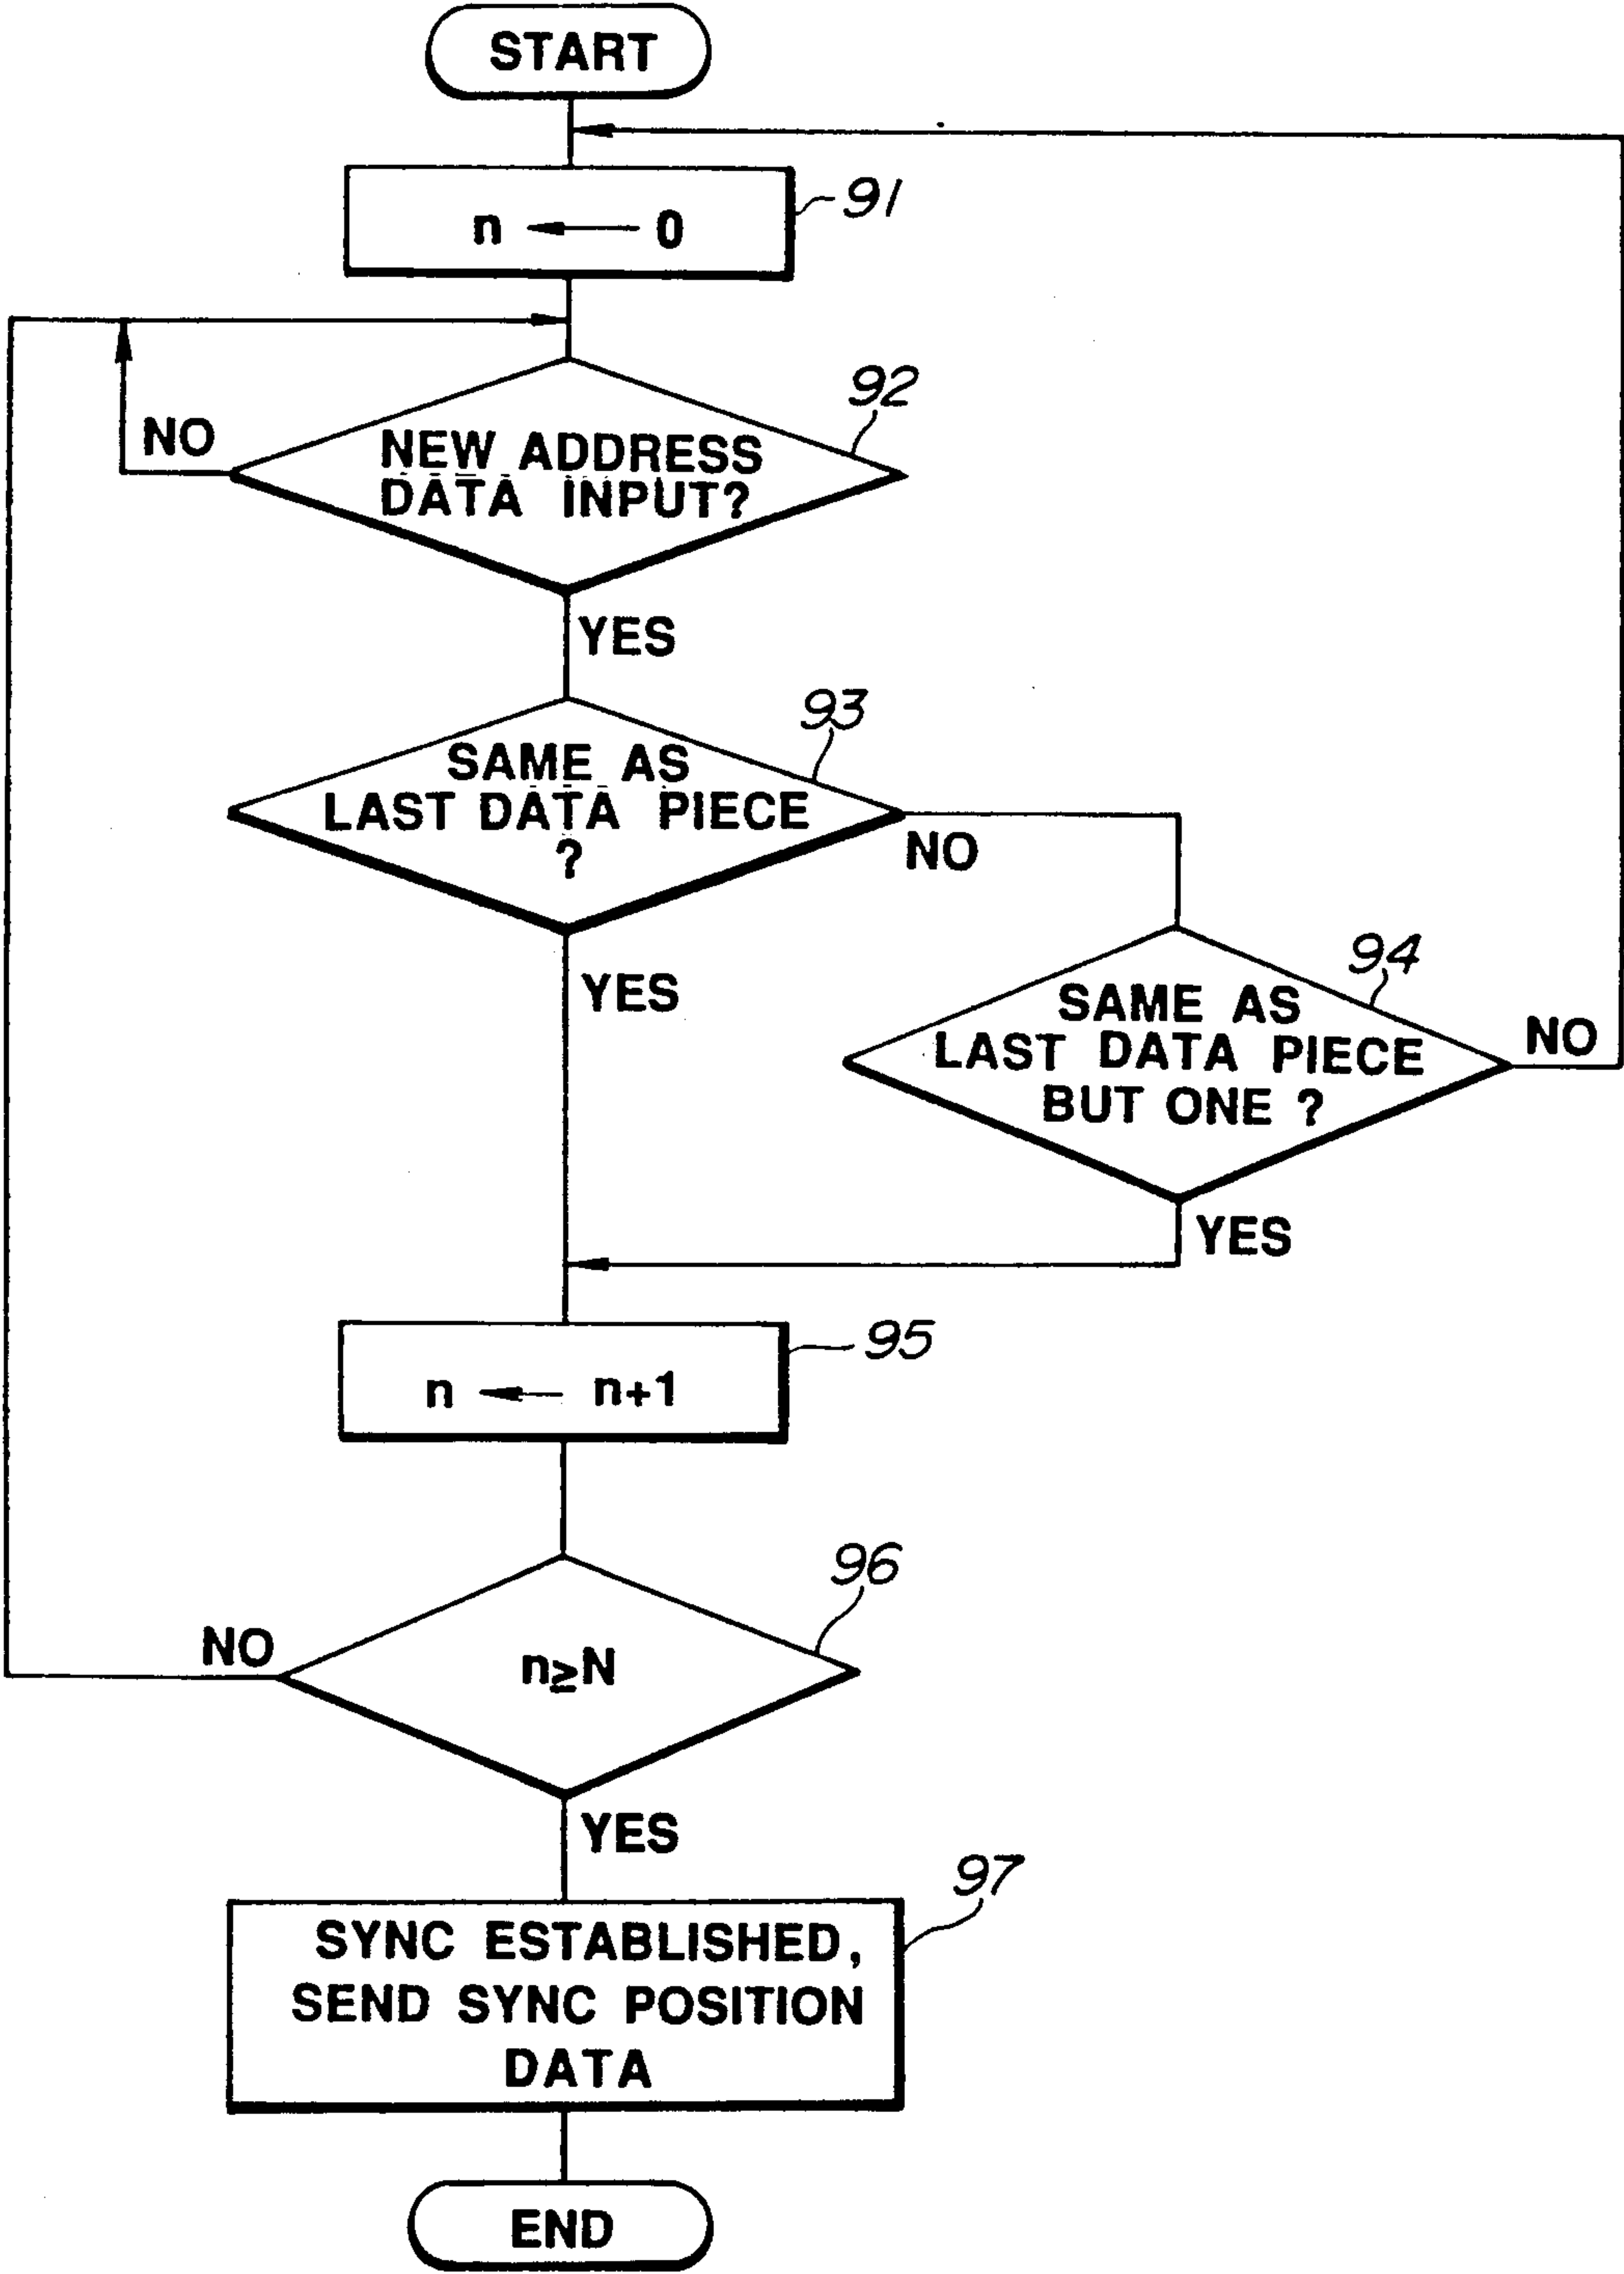 START
91
n ← 0
92
NO
NEW ADDRESS
DATA INPUT?
YES
93
SAME AS
LAST DATA PIECE
?
NO
YES
94
SAME AS
LAST DATA PIECE
BUT ONE ?
NO
YES
95
n ← n+1
96
NO
n≥N
YES
97
SYNC ESTABLISHED,
SEND SYNC POSITION
DATA
END